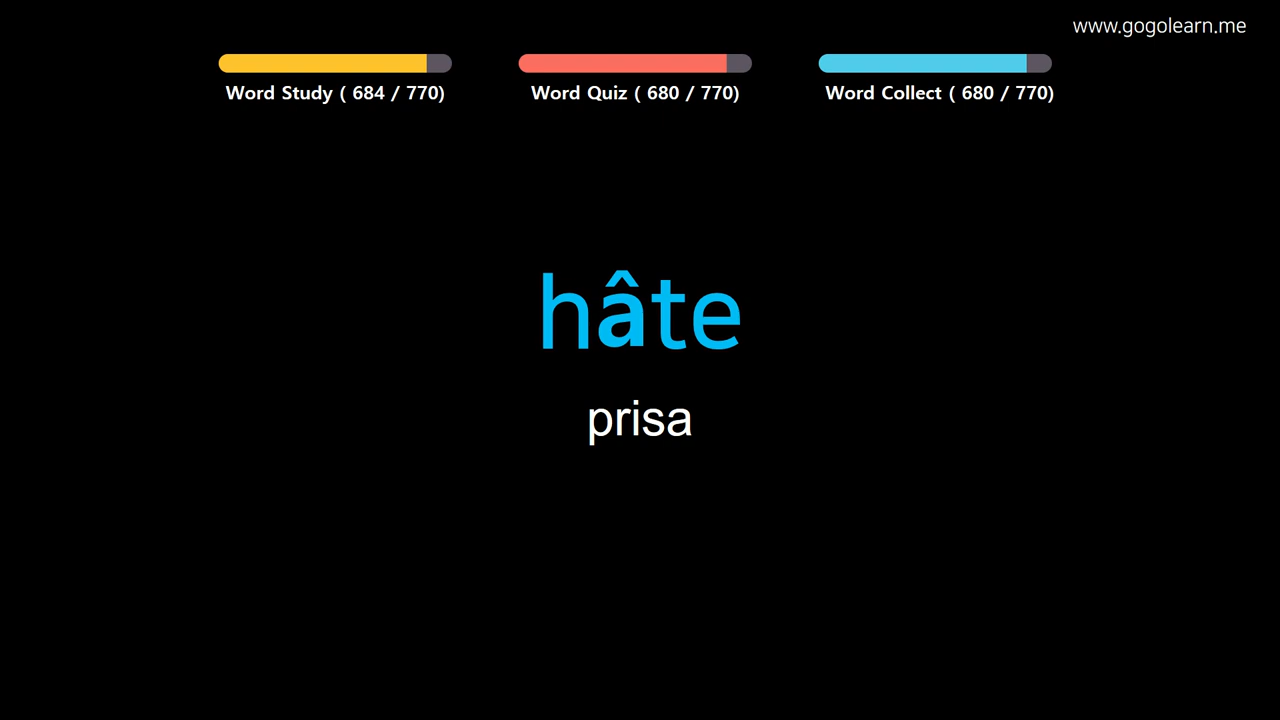 www.gogolearn.me
Word Study ( 684 / 770)
Word Quiz ( 680 / 770)
Word Collect ( 680 / 770)
hâte
prisa